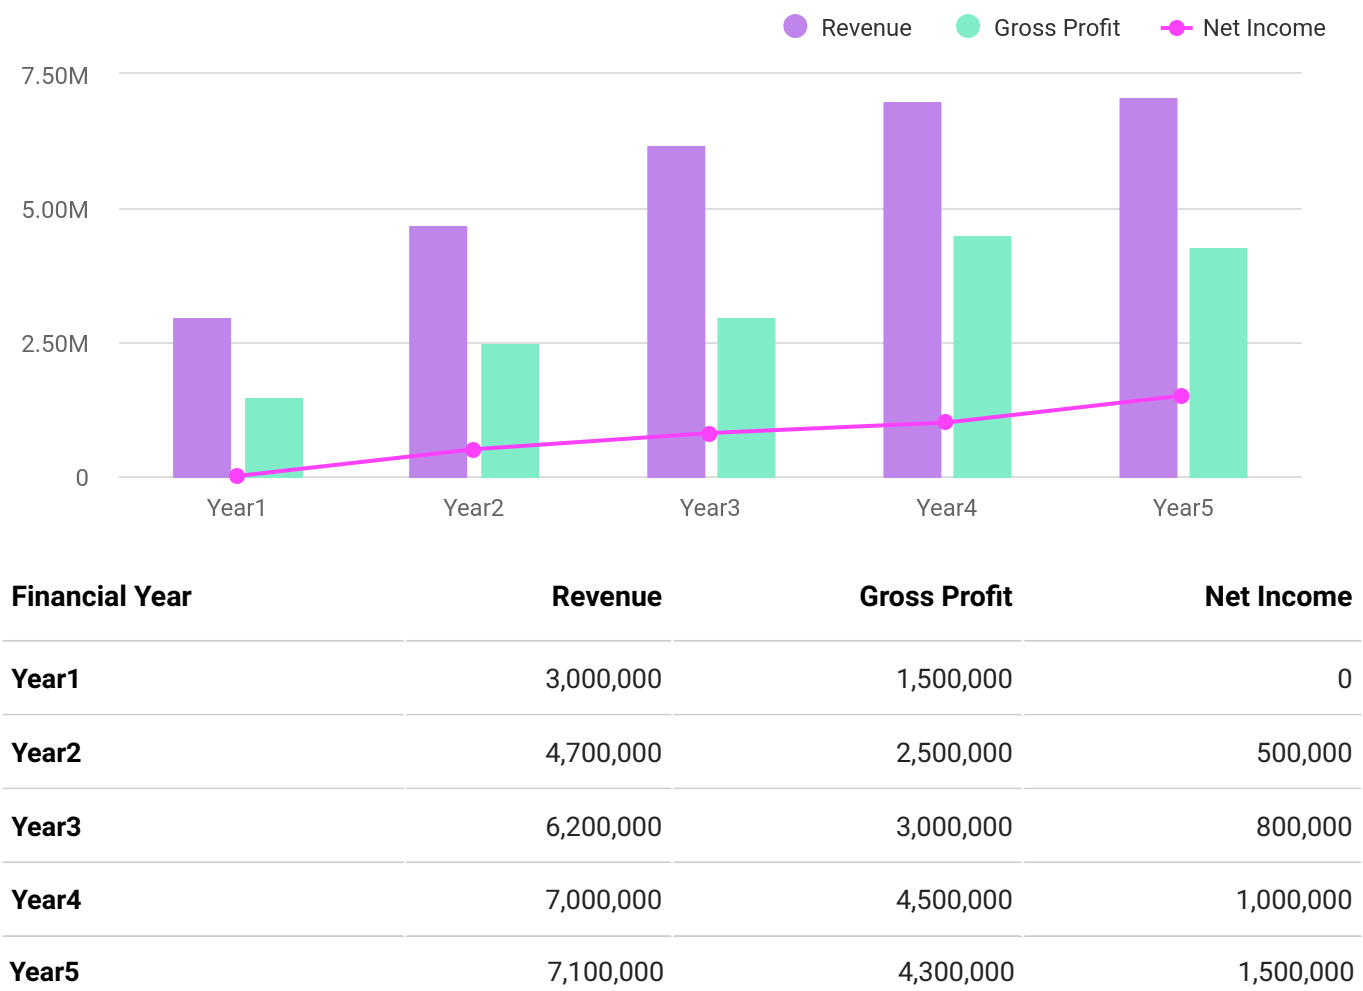 Revenue Gross Profit Net Income
7.50M
5.00M
2.50M
0
Year1 Year2 Year3 Year4 Year5
Financial Year Revenue Gross Profit Net Income
Year1 3,000,000 1,500,000 0
Year2 4,700,000 2,500,000 500,000
Year3 6,200,000 3,000,000 800,000
Year4 7,000,000 4,500,000 1,000,000
Year5 7,100,000 4,300,000 1,500,000